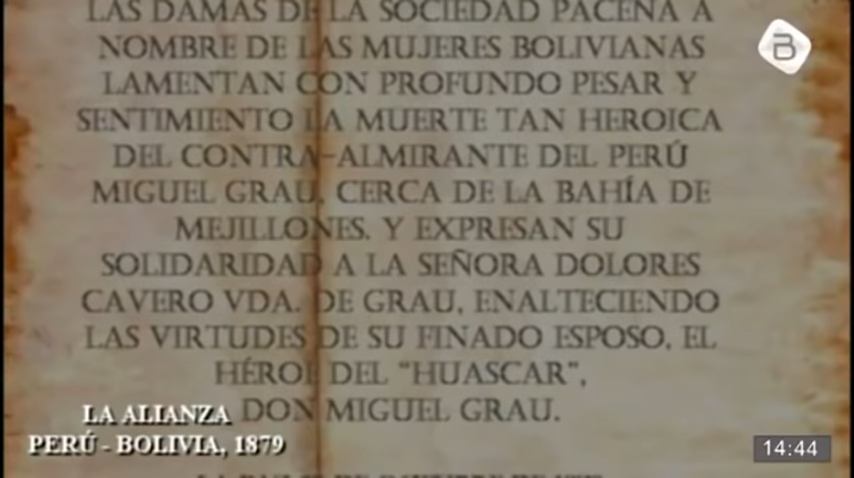 LAS DAMAS DE LA SOCIEDAD PACEÑA A
NOMBRE DE LAS MUJERES BOLIVIANAS
LAMENTAN CON PROFUNDO PESAR Y
SENTIMIENTO LA MUERTE TAN HEROICA
DEL CONTRA-ALMIRANTE DEL PERÚ
MIGUEL GRAU, CERCA DE LA BAHÍA DE
MEJILLONES. Y EXPRESAN SU
SOLIDARIDAD A LA SEÑORA DOLORES
CAVERO VDA. DE GRAU, ENALTECIENDO
LAS VIRTUDES DE SU FINADO ESPOSO, EL
HÉROE DEL "HUASCAR",
DON MIGUEL GRAU.
LA ALIANZA
PERÚ - BOLIVIA, 1879
B
14:44